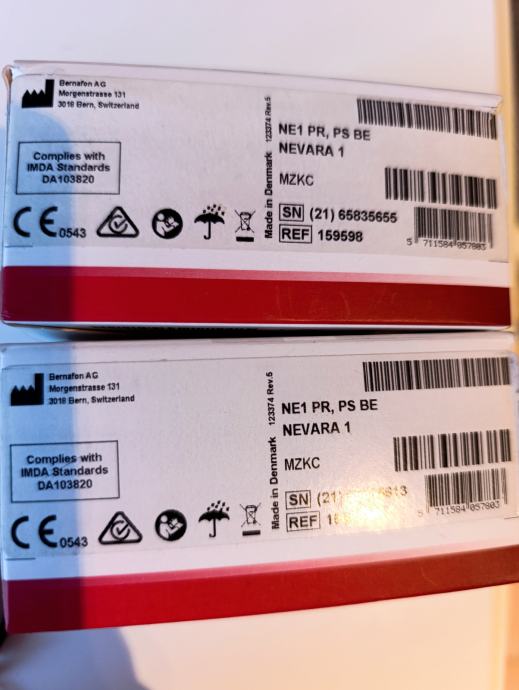 Bernafon AG
Morgenstrasse 131
3018 Bern, Switzerland
Complies with
IMDA Standards
DA103820
CE 0543
Made in Denmark 123374 Rev.5
NE1 PR, PS BE
NEVARA 1
MZKC
SN (21) 65835655
REF 159598
5 711584 057803
Bernafon AG
Morgenstrasse 131
3018 Bern, Switzerland
Complies with
IMDA Standards
DA103820
CE 0543
Made in Denmark 123374 Rev.5
NE1 PR, PS BE
NEVARA 1
MZKC
SN
REF
5 711584 057803